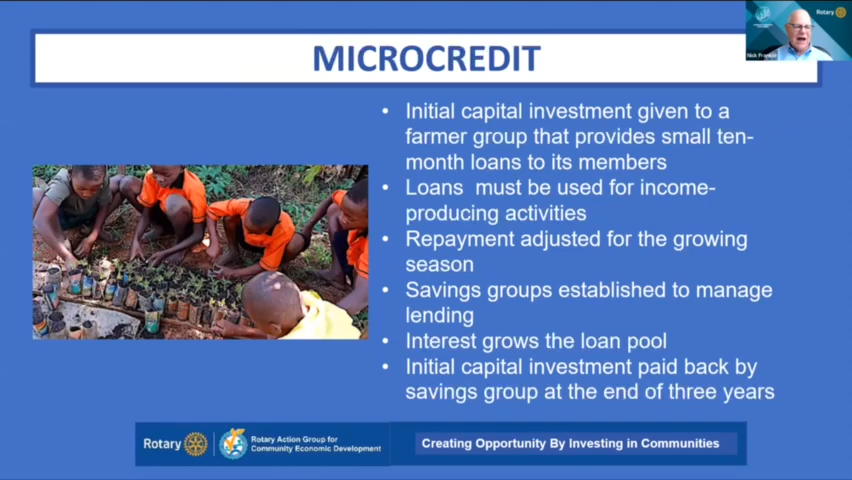 MICROCREDIT
Rotary
• Initial capital investment given to a
farmer group that provides small ten-
month loans to its members
• Loans must be used for income-
producing activities
• Repayment adjusted for the growing
season
• Savings groups established to manage
lending
• Interest grows the loan pool
• Initial capital investment paid back by
savings group at the end of three years
Rotary
Rotary Action Group for
Community Economic Development
Creating Opportunity By Investing in Communities
Nick